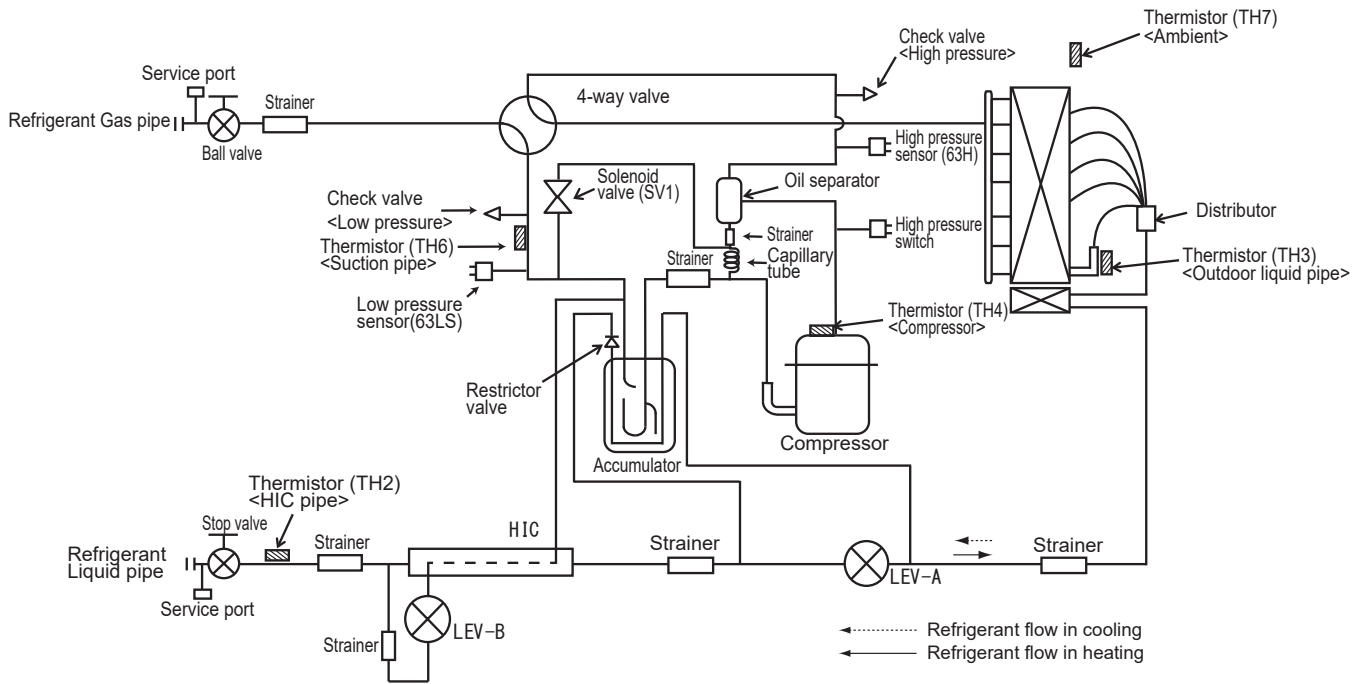 Thermistor (TH7)
<Ambient>
Check valve
<High pressure>
Service port
Strainer
4-way valve
Refrigerant Gas pipe
Ball valve
High pressure
sensor (63H)
Solenoid
valve (SV1)
Oil separator
Check valve
<Low pressure>
Thermistor (TH6)
<Suction pipe>
Low pressure
sensor(63LS)
Strainer
Strainer
Capillary
tube
High pressure
switch
Distributor
Thermistor (TH3)
<Outdoor liquid pipe>
Thermistor (TH4)
<Compressor>
Restrictor
valve
Compressor
Accumulator
Thermistor (TH2)
<HIC pipe>
Stop valve
Strainer
HIC
Strainer
Strainer
Refrigerant
Liquid pipe
LEV-A
Service port
Strainer
LEV-B
Refrigerant flow in cooling
Refrigerant flow in heating